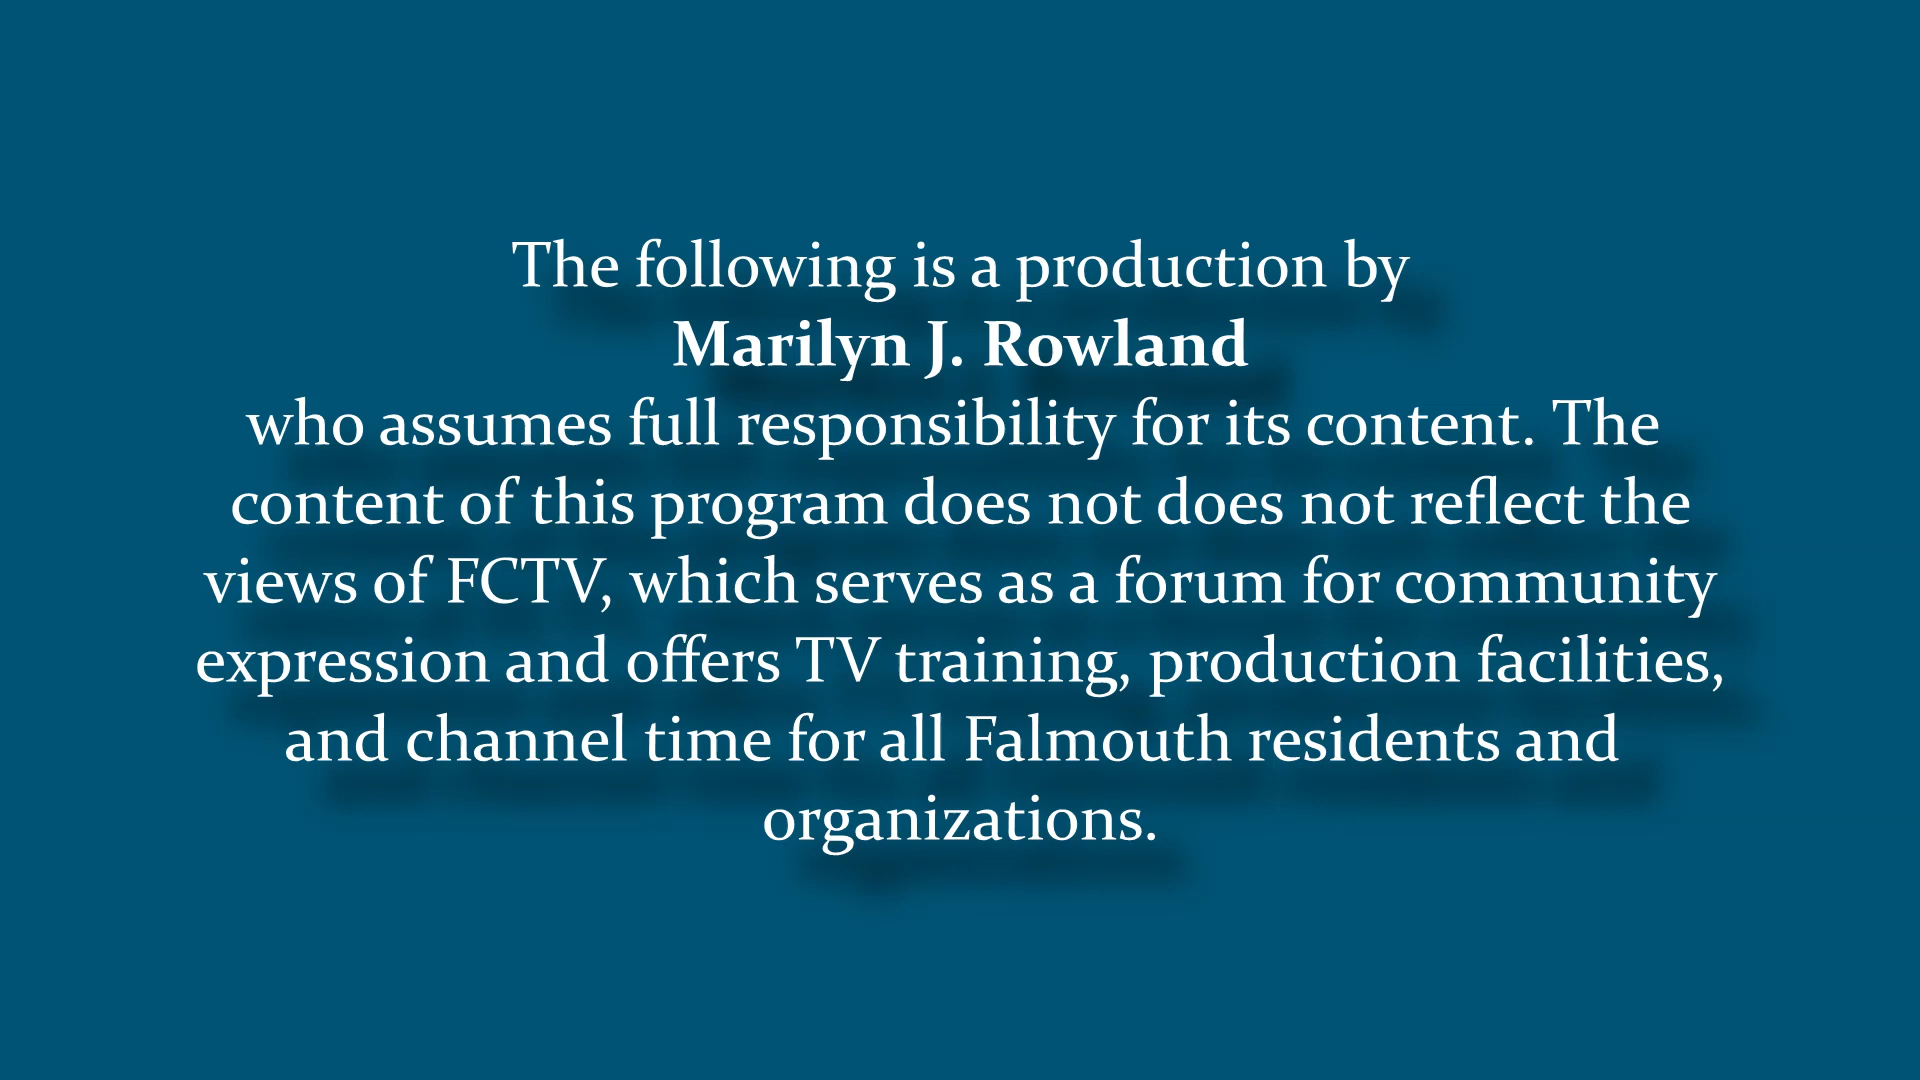 The following is a production by
Marilyn J. Rowland
who assumes full responsibility for its content. The
content of this program does not does not reflect the
views of FCTV, which serves as a forum for community
expression and offers TV training, production facilities,
and channel time for all Falmouth residents and
organizations.